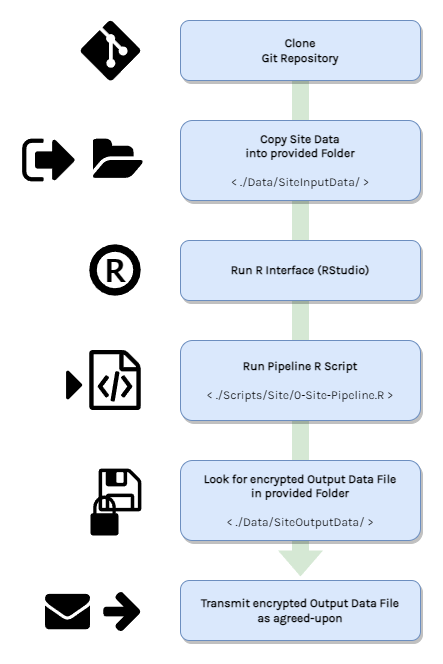 Clone
Git Repository
Copy Site Data
into provided Folder
< ./Data/SiteInputData/ >
R
Run R Interface (RStudio)
Run Pipeline R Script
</>
< ./Scripts/Site/0-Site-Pipeline.R >
Look for encrypted Output Data File
in provided Folder
< ./Data/SiteOutputData/ >
Transmit encrypted Output Data File
as agreed-upon